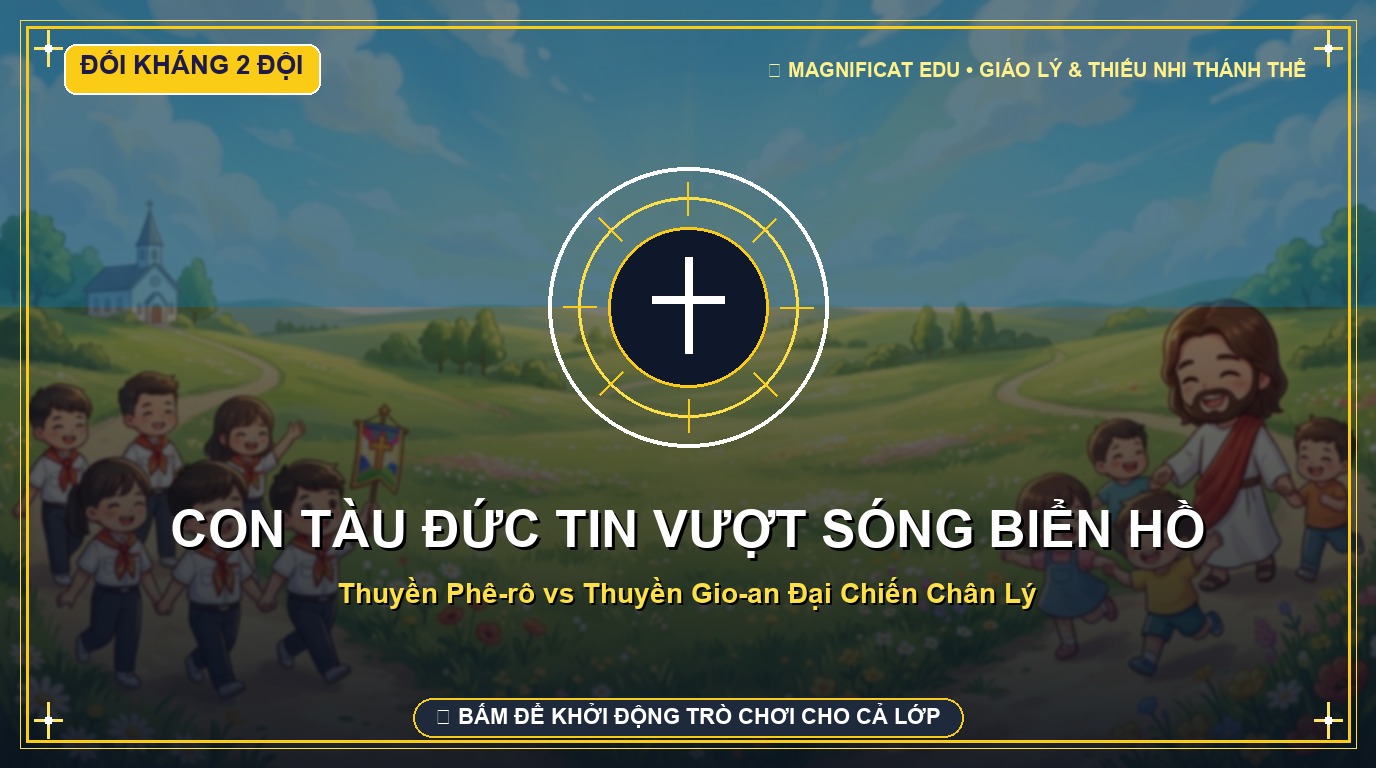 ĐỐI KHÁNG 2 ĐỘI
MAGNIFICAT EDU • GIÁO LÝ & THIẾU NHI THÁNH THỂ
CON TÀU ĐỨC TIN VƯỢT SÓNG BIỂN HỒ
Thuyền Phê-rô vs Thuyền Gio-an Đại Chiến Chân Lý
BẤM ĐỂ KHỞI ĐỘNG TRÒ CHƠI CHO CẢ LỚP